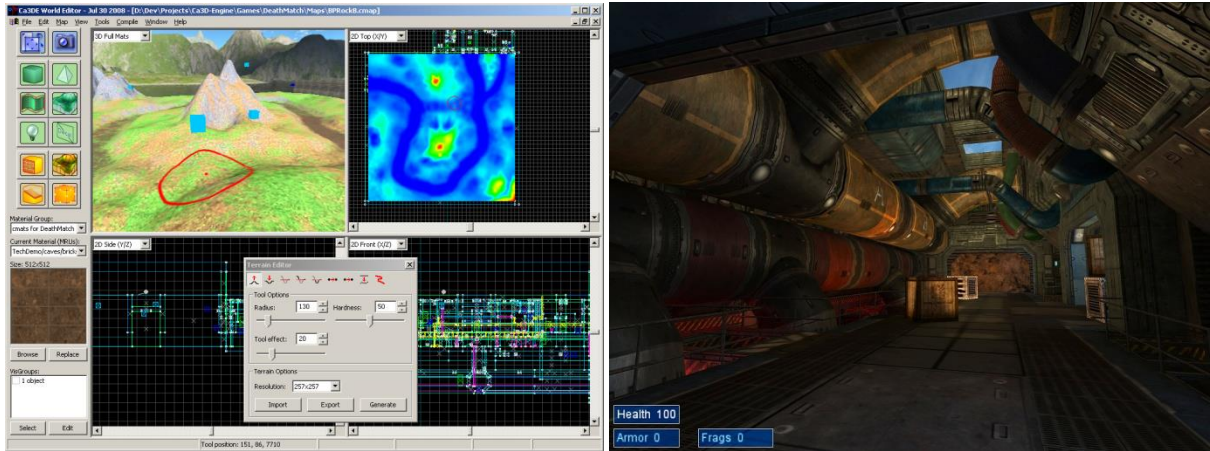 Ca3DE World Editor - Jul 30 2008 - [D:\Dev\Projects\Ca3D-Engine\Games\DeathMatch\Maps\BPRockB.cmap]
File Edit Map View Tools Compile Window Help
3D Full Mats
2D Top (X/Y)
Material Group:
cmats for DeathMatch
Current Material (MRUs):
TechDemo/caves/brick
Size: 512x512
Browse Replace
VisGroups:
1 object
Select Edit
2D Side (Y/Z)
2D Front (X/Z)
Terrain Editor
Tool Options
Radius: 130 Hardness: 50
Tool effect: 20
Terrain Options
Resolution: 257x257
Import Export Generate
Tool position: 151, 86, 7710
Health 100
Armor 0 Frags 0